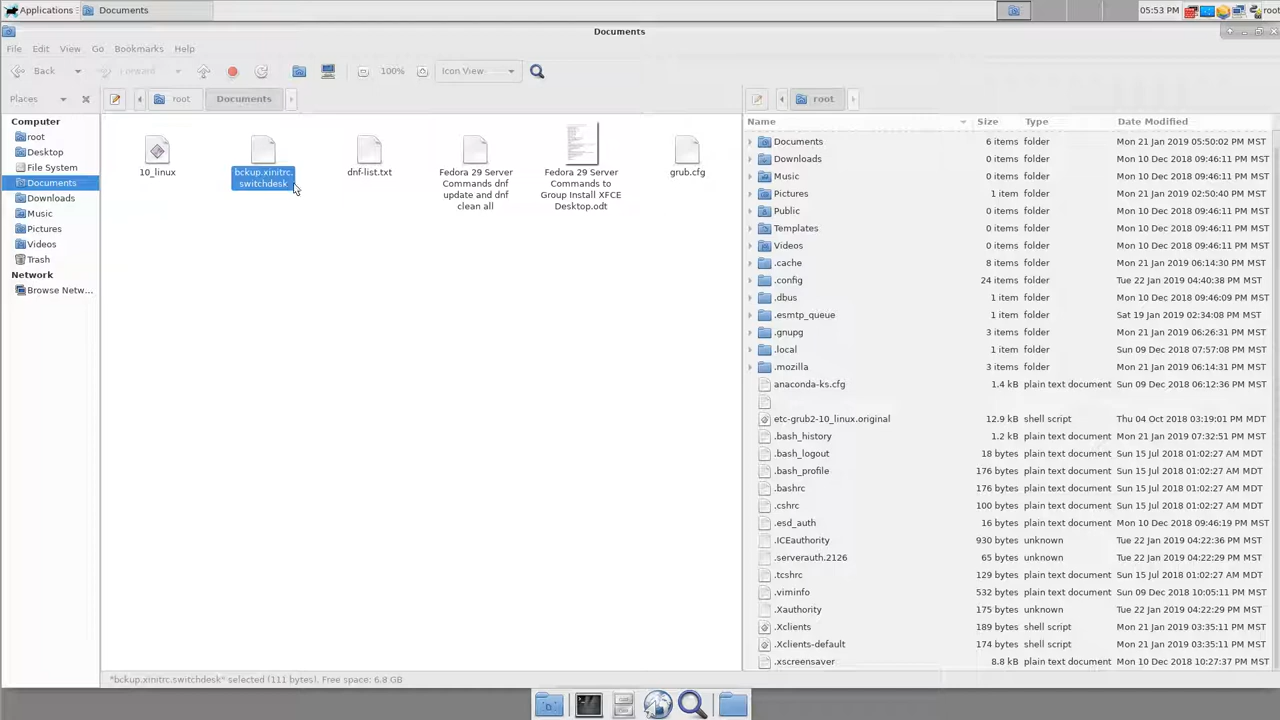 Applications
Documents
05:53 PM
root
Documents
File Edit View Go Bookmarks Help
Back
Forward
100%
Icon View
Places
root
Documents
root
Computer
root
Desktop
File System
Documents
Downloads
Music
Pictures
Videos
Trash
Network
Browse Netw...
10_linux
bckup.xinitrc.
switchdesk
dnf-list.txt
Fedora 29 Server
Commands dnf
update and dnf
clean all
Fedora 29 Server
Commands to
Group Install XFCE
Desktop.odt
grub.cfg
Name Size Type Date Modified
Documents 6 items folder Mon 21 Jan 2019 05:50:02 PM MST
Downloads 0 items folder Mon 10 Dec 2018 09:46:11 PM MST
Music 0 items folder Mon 10 Dec 2018 09:46:11 PM MST
Pictures 1 item folder Mon 21 Jan 2019 02:50:40 PM MST
Public 0 items folder Mon 10 Dec 2018 09:46:11 PM MST
Templates 0 items folder Mon 10 Dec 2018 09:46:11 PM MST
Videos 0 items folder Mon 10 Dec 2018 09:46:11 PM MST
.cache 8 items folder Mon 21 Jan 2019 06:14:30 PM MST
.config 24 items folder Tue 22 Jan 2019 04:40:38 PM MST
.dbus 1 item folder Mon 10 Dec 2018 09:46:09 PM MST
.esmtp_queue 1 item folder Sat 19 Jan 2019 02:34:08 PM MST
.gnupg 3 items folder Mon 21 Jan 2019 06:26:31 PM MST
.local 1 item folder Sun 09 Dec 2018 07:57:08 PM MST
.mozilla 3 items folder Mon 21 Jan 2019 06:14:31 PM MST
anaconda-ks.cfg 1.4 kB plain text document Sun 09 Dec 2018 06:12:36 PM MST
etc-grub2-10_linux.original 12.9 kB shell script Thu 04 Oct 2018 03:19:01 PM MDT
.bash_history 1.2 kB plain text document Mon 21 Jan 2019 07:32:51 PM MST
.bash_logout 18 bytes plain text document Sun 15 Jul 2018 01:02:27 AM MDT
.bash_profile 176 bytes plain text document Sun 15 Jul 2018 01:02:27 AM MDT
.bashrc 176 bytes plain text document Sun 15 Jul 2018 01:02:27 AM MDT
.cshrc 100 bytes plain text document Sun 15 Jul 2018 01:02:27 AM MDT
.esd_auth 16 bytes plain text document Mon 10 Dec 2018 09:46:19 PM MST
.ICEauthority 930 bytes unknown Tue 22 Jan 2019 04:22:36 PM MST
.serverauth.2126 65 bytes unknown Tue 22 Jan 2019 04:22:29 PM MST
.tcshrc 129 bytes plain text document Sun 15 Jul 2018 01:02:27 AM MDT
.viminfo 532 bytes plain text document Sun 09 Dec 2018 10:05:11 PM MST
.Xauthority 175 bytes unknown Tue 22 Jan 2019 04:22:29 PM MST
.Xclients 189 bytes shell script Mon 21 Jan 2019 03:35:11 PM MST
.Xclients-default 174 bytes shell script Mon 21 Jan 2019 03:35:11 PM MST
.xscreensaver 8.8 kB plain text document Mon 10 Dec 2018 10:27:37 PM MST
"bckup.xinitrc.switchdesk" selected (111 bytes), Free space: 6.8 GB